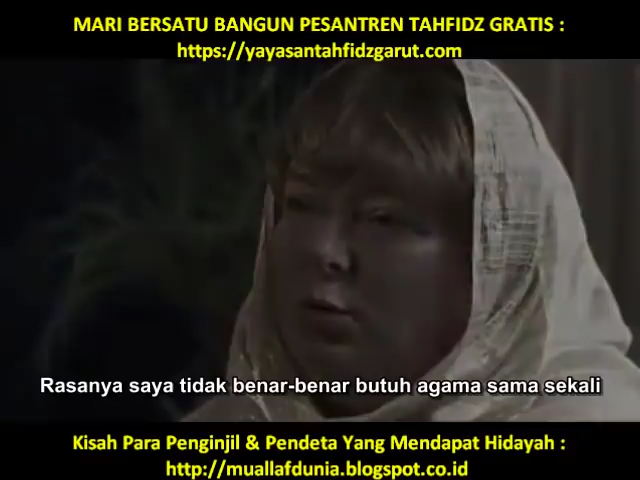 MARI BERSATU BANGUN PESANTREN TAHFIDZ GRATIS :
https://yayasantahfidzgarut.com
Rasanya saya tidak benar-benar butuh agama sama sekali
Kisah Para Penginjil & Pendeta Yang Mendapat Hidayah :
http://muallafdunia.blogspot.co.id